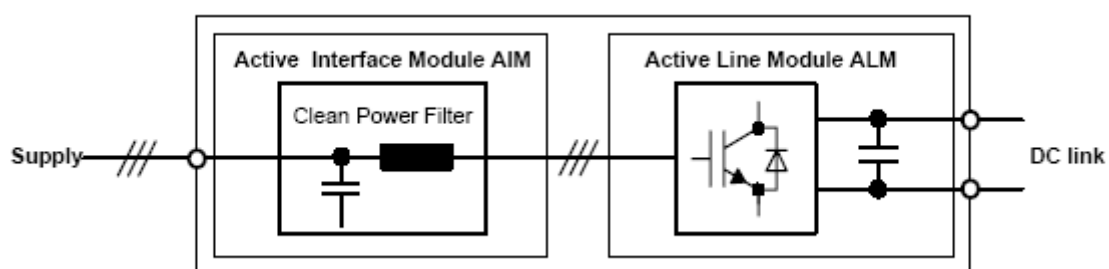 Active Interface Module AIM
Active Line Module ALM
Clean Power Filter
Supply
DC link